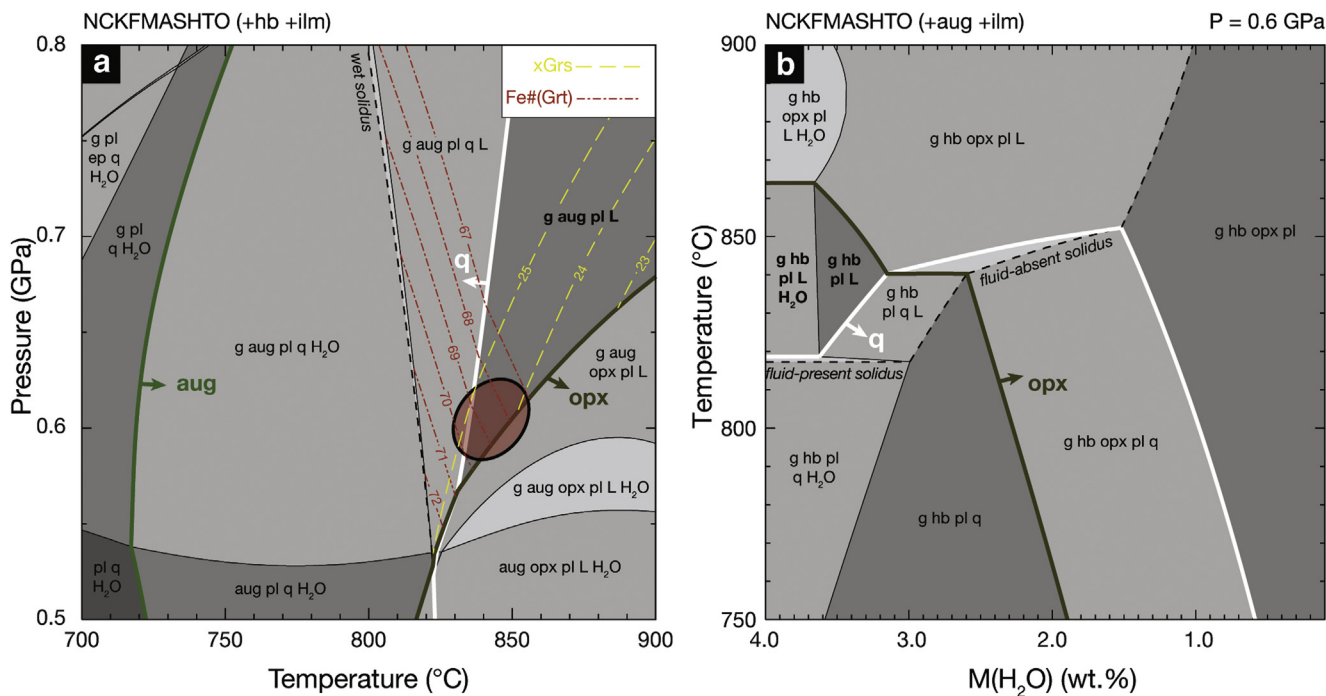 NCKFMASHTO (+hb +ilm)
NCKFMASHTO (+aug +ilm)
P = 0.6 GPa
a
xGrs
Fe#(Grt)
wet solidus
g pl
ep q
H₂O
g pl
q H₂O
g aug pl q L
g aug pl L
67
68
69
70
71
72
25
24
23
q
g aug pl q H₂O
aug
g aug
opx pl L
opx
g aug opx pl L H₂O
pl q
H₂O
aug pl q H₂O
aug opx pl L H₂O
0.8
0.7
0.6
0.5
Pressure (GPa)
700
750
800
850
900
Temperature (°C)
b
g hb
opx pl
L H₂O
g hb opx pl L
g hb opx pl
g hb
pl L
H₂O
g hb
pl L
g hb
pl q L
q
fluid-absent solidus
fluid-present solidus
opx
g hb pl
q H₂O
g hb opx pl q
g hb pl q
900
850
800
750
Temperature (°C)
4.0
3.0
2.0
1.0
M(H₂O) (wt.%)